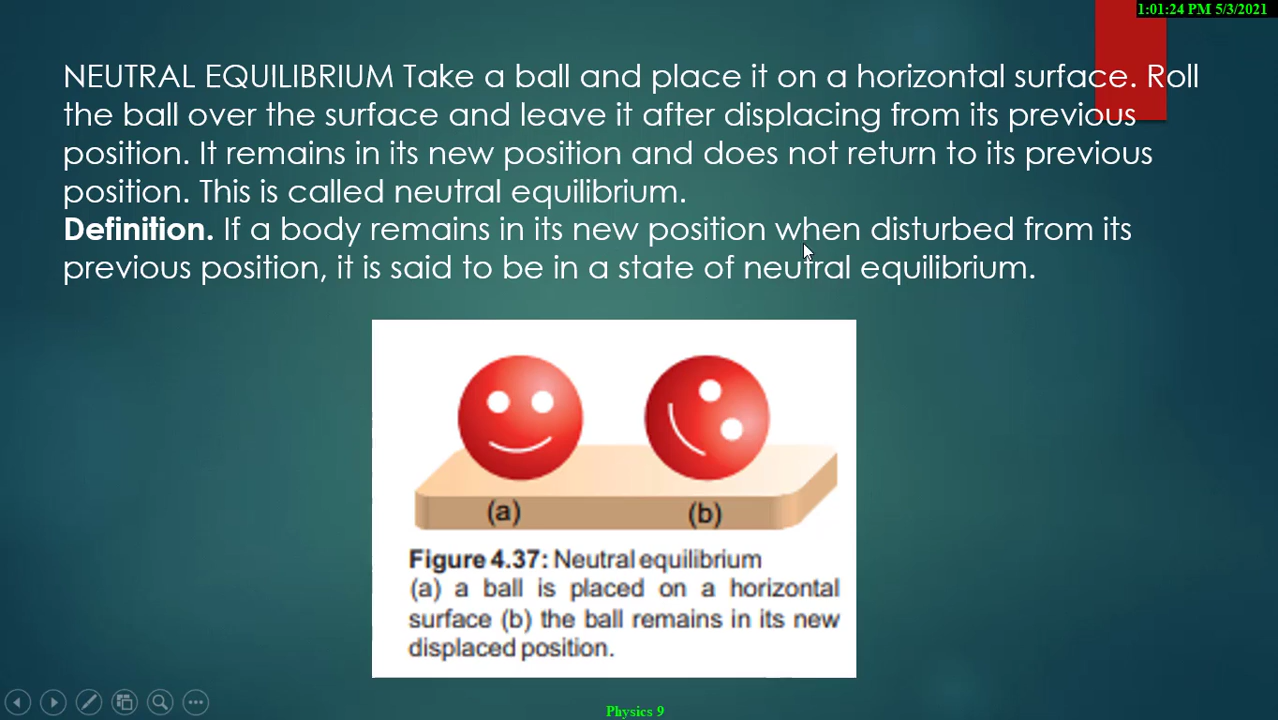 1:01:24 PM 5/3/2021
NEUTRAL EQUILIBRIUM Take a ball and place it on a horizontal surface. Roll
the ball over the surface and leave it after displacing from its previous
position. It remains in its new position and does not return to its previous
position. This is called neutral equilibrium.
Definition. If a body remains in its new position when disturbed from its
previous position, it is said to be in a state of neutral equilibrium.
(a) (b)
Figure 4.37: Neutral equilibrium
(a) a ball is placed on a horizontal
surface (b) the ball remains in its new
displaced position.
Physics 9